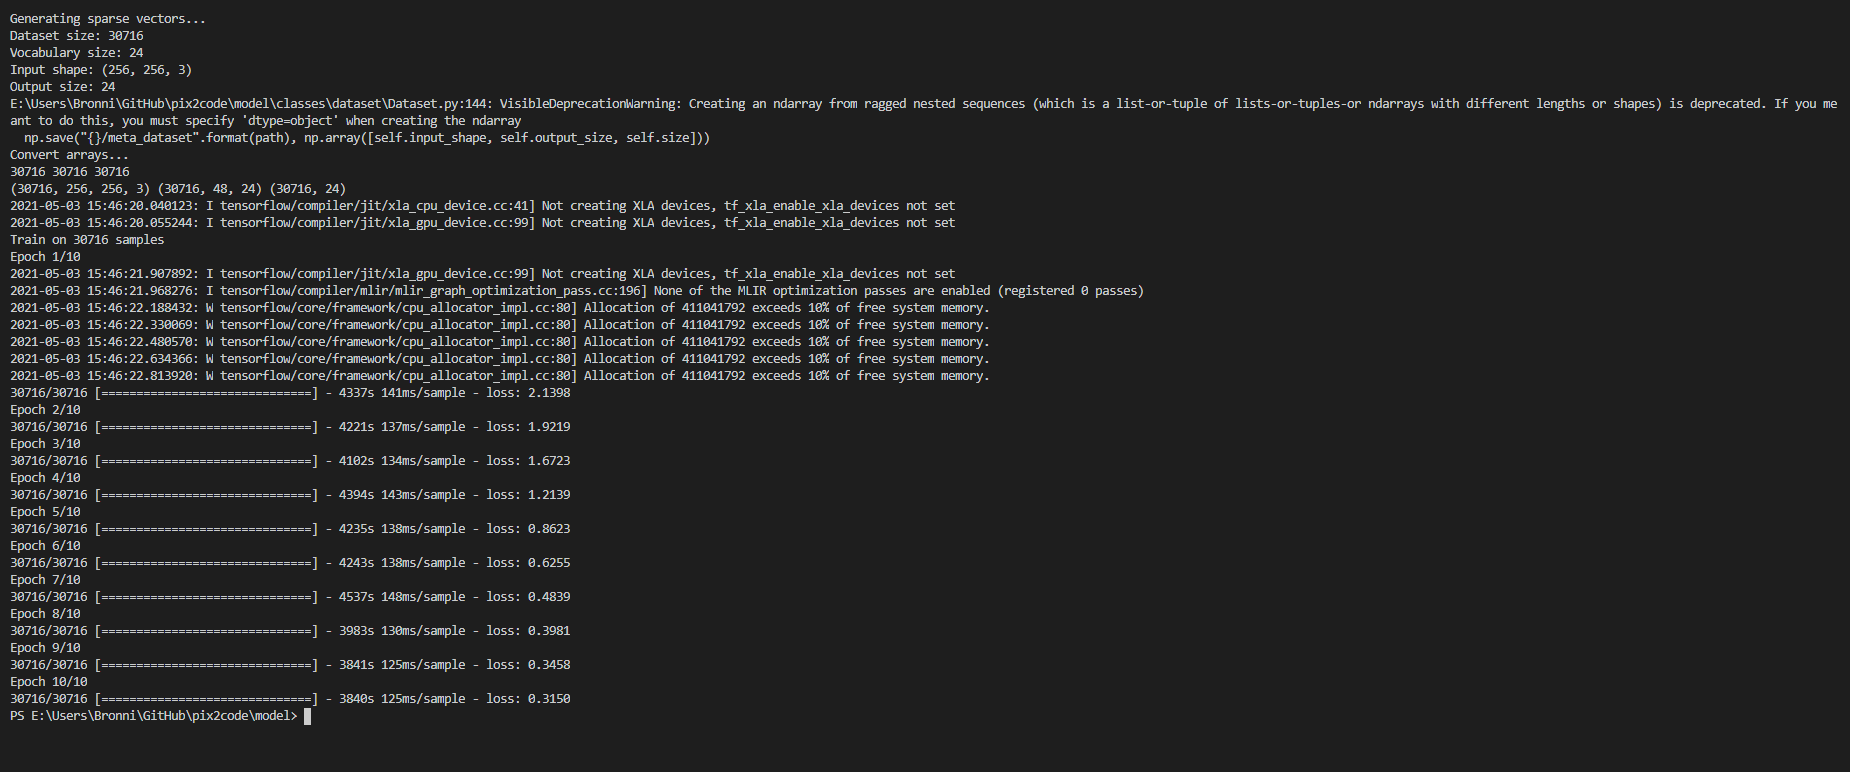 Generating sparse vectors...
Dataset size: 30716
Vocabulary size: 24
Input shape: (256, 256, 3)
Output size: 24
E:\Users\Bronni\GitHub\pix2code\model\classes\dataset\Dataset.py:144: VisibleDeprecationWarning: Creating an ndarray from ragged nested sequences (which is a list-or-tuple of lists-or-tuples-or ndarrays with different lengths or shapes) is deprecated. If you me
ant to do this, you must specify 'dtype=object' when creating the ndarray
  np.save("{}/meta_dataset".format(path), np.array([self.input_shape, self.output_size, self.size]))
Convert arrays...
30716 30716 30716
(30716, 256, 256, 3) (30716, 48, 24) (30716, 24)
2021-05-03 15:46:20.040123: I tensorflow/compiler/jit/xla_cpu_device.cc:41] Not creating XLA devices, tf_xla_enable_xla_devices not set
2021-05-03 15:46:20.055244: I tensorflow/compiler/jit/xla_gpu_device.cc:99] Not creating XLA devices, tf_xla_enable_xla_devices not set
Train on 30716 samples
Epoch 1/10
2021-05-03 15:46:21.907892: I tensorflow/compiler/jit/xla_gpu_device.cc:99] Not creating XLA devices, tf_xla_enable_xla_devices not set
2021-05-03 15:46:21.968276: I tensorflow/compiler/mlir/mlir_graph_optimization_pass.cc:196] None of the MLIR optimization passes are enabled (registered 0 passes)
2021-05-03 15:46:22.188432: W tensorflow/core/framework/cpu_allocator_impl.cc:80] Allocation of 411041792 exceeds 10% of free system memory.
2021-05-03 15:46:22.330069: W tensorflow/core/framework/cpu_allocator_impl.cc:80] Allocation of 411041792 exceeds 10% of free system memory.
2021-05-03 15:46:22.480570: W tensorflow/core/framework/cpu_allocator_impl.cc:80] Allocation of 411041792 exceeds 10% of free system memory.
2021-05-03 15:46:22.634366: W tensorflow/core/framework/cpu_allocator_impl.cc:80] Allocation of 411041792 exceeds 10% of free system memory.
2021-05-03 15:46:22.813920: W tensorflow/core/framework/cpu_allocator_impl.cc:80] Allocation of 411041792 exceeds 10% of free system memory.
30716/30716 [==============================] - 4337s 141ms/sample - loss: 2.1398
Epoch 2/10
30716/30716 [==============================] - 4221s 137ms/sample - loss: 1.9219
Epoch 3/10
30716/30716 [==============================] - 4102s 134ms/sample - loss: 1.6723
Epoch 4/10
30716/30716 [==============================] - 4394s 143ms/sample - loss: 1.2139
Epoch 5/10
30716/30716 [==============================] - 4235s 138ms/sample - loss: 0.8623
Epoch 6/10
30716/30716 [==============================] - 4243s 138ms/sample - loss: 0.6255
Epoch 7/10
30716/30716 [==============================] - 4537s 148ms/sample - loss: 0.4839
Epoch 8/10
30716/30716 [==============================] - 3983s 130ms/sample - loss: 0.3981
Epoch 9/10
30716/30716 [==============================] - 3841s 125ms/sample - loss: 0.3458
Epoch 10/10
30716/30716 [==============================] - 3840s 125ms/sample - loss: 0.3150
PS E:\Users\Bronni\GitHub\pix2code\model>